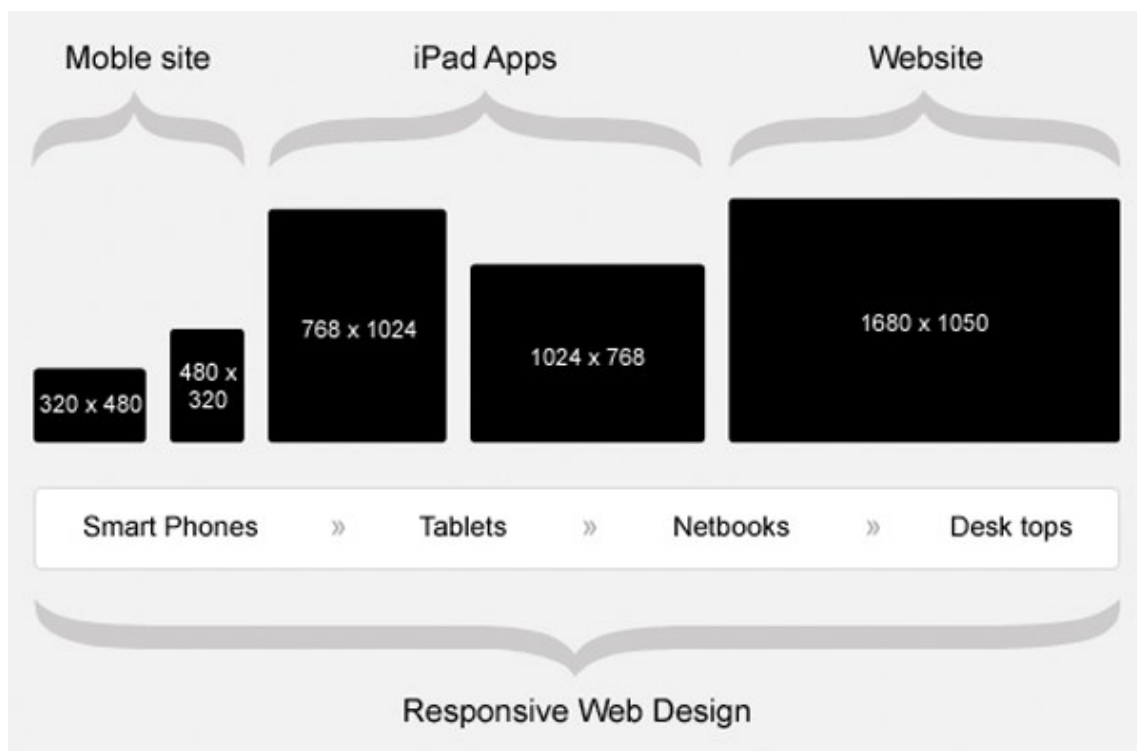 Moble site
iPad Apps
Website
320 x 480
480 x
320
768 x 1024
1024 x 768
1680 x 1050
Smart Phones » Tablets » Netbooks » Desk tops
Responsive Web Design